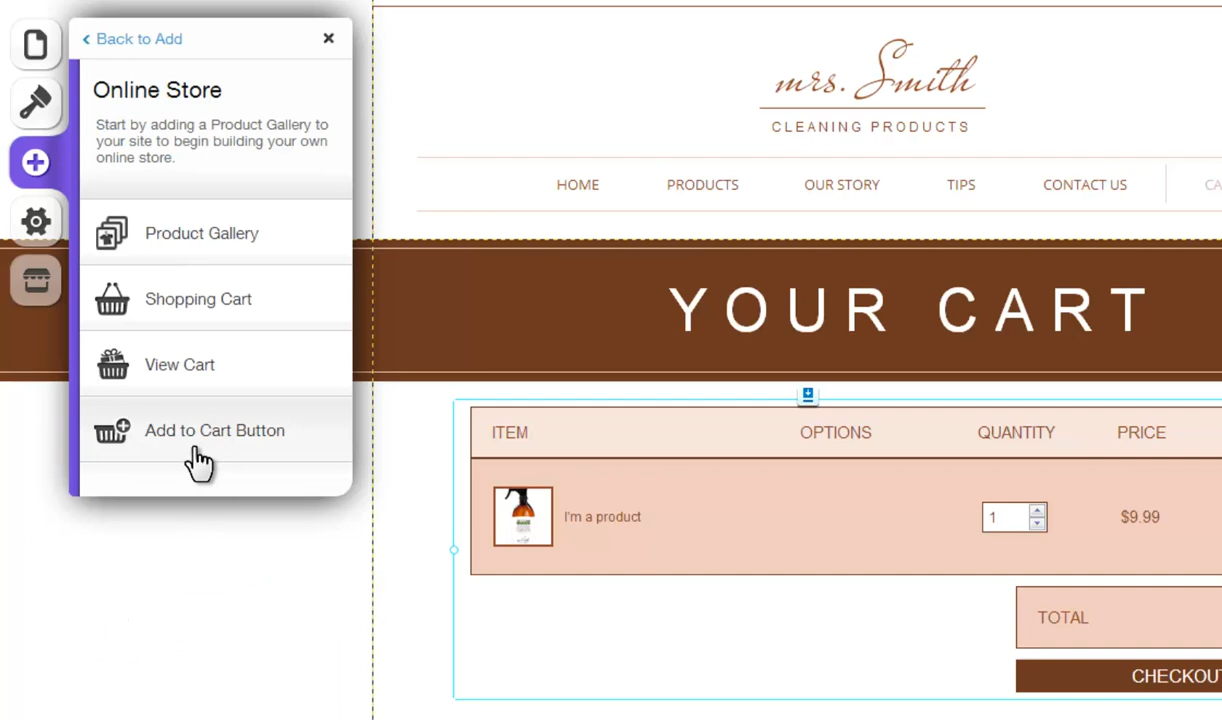 Back to Add
Online Store
Start by adding a Product Gallery to
your site to begin building your own
online store.
Product Gallery
Shopping Cart
View Cart
Add to Cart Button
mrs. Smith
CLEANING PRODUCTS
HOME PRODUCTS OUR STORY TIPS CONTACT US CA
YOUR CART
ITEM OPTIONS QUANTITY PRICE
I'm a product 1 $9.99
TOTAL
CHECKOUT